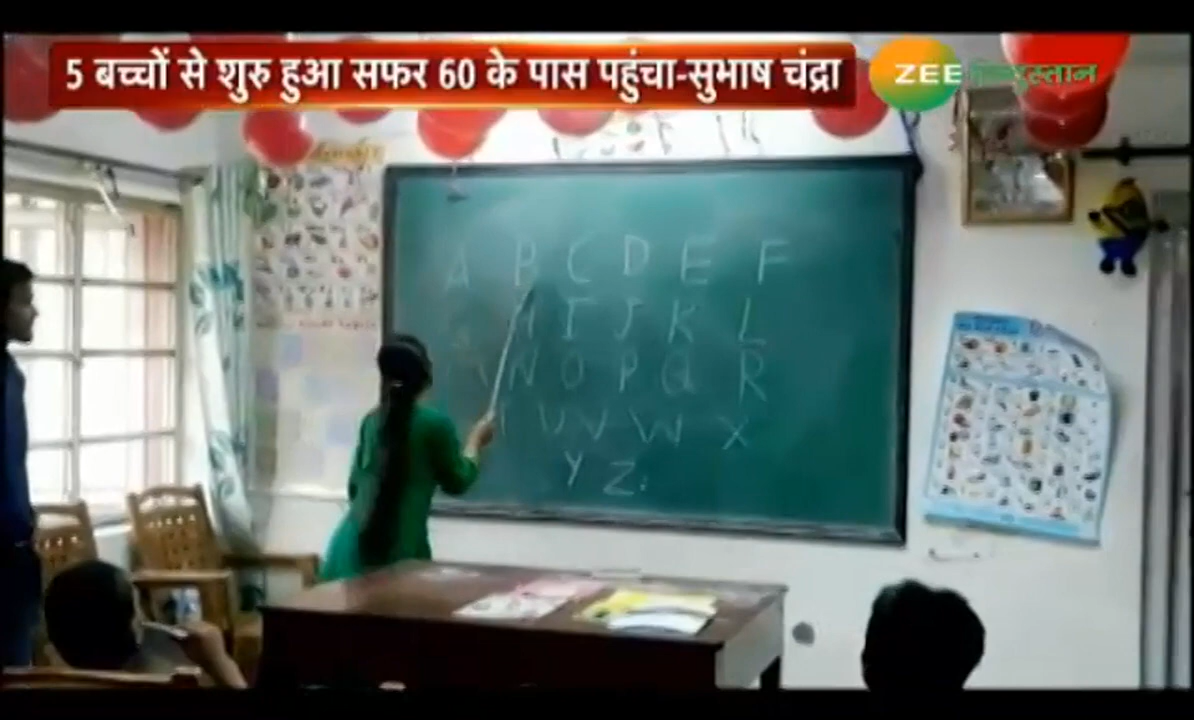 5 बच्चों से शुरु हुआ सफर 60 के पास पहुंचा-सुभाष चंद्रा
ZEE हिन्दुस्तान
A B C D E F
H I J K L
N O P Q R
U V W X
Y Z.